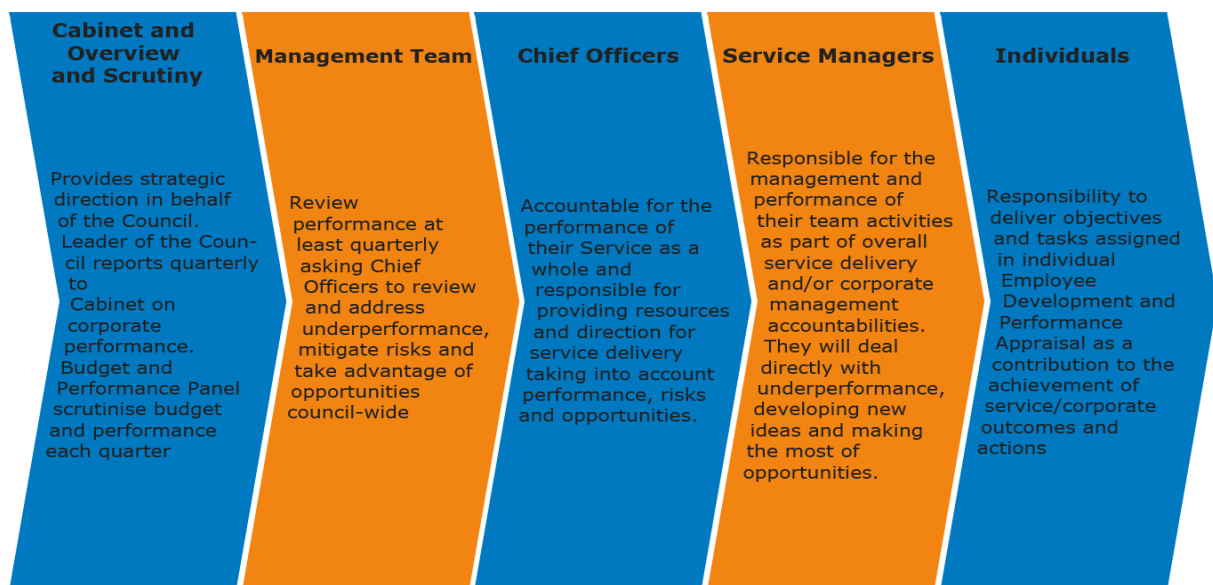 Cabinet and
Overview
and Scrutiny
Provides strategic
direction in behalf
of the Council.
Leader of the Coun-
cil reports quarterly
to
Cabinet on
corporate
performance.
Budget and
Performance Panel
scrutinise budget
and performance
each quarter
Management Team
Review
performance at
least quarterly
asking Chief
Officers to review
and address
underperformance,
mitigate risks and
take advantage of
opportunities
council-wide
Chief Officers
Accountable for the
performance of
their Service as a
whole and
responsible for
providing resources
and direction for
service delivery
taking into account
performance, risks
and opportunities.
Service Managers
Responsible for the
management and
performance of
their team activities
as part of overall
service delivery
and/or corporate
management
accountabilities.
They will deal
directly with
underperformance,
developing new
ideas and making
the most of
opportunities.
Individuals
Responsibility to
deliver objectives
and tasks assigned
in individual
Employee
Development and
Performance
Appraisal as a
contribution to the
achievement of
service/corporate
outcomes and
actions